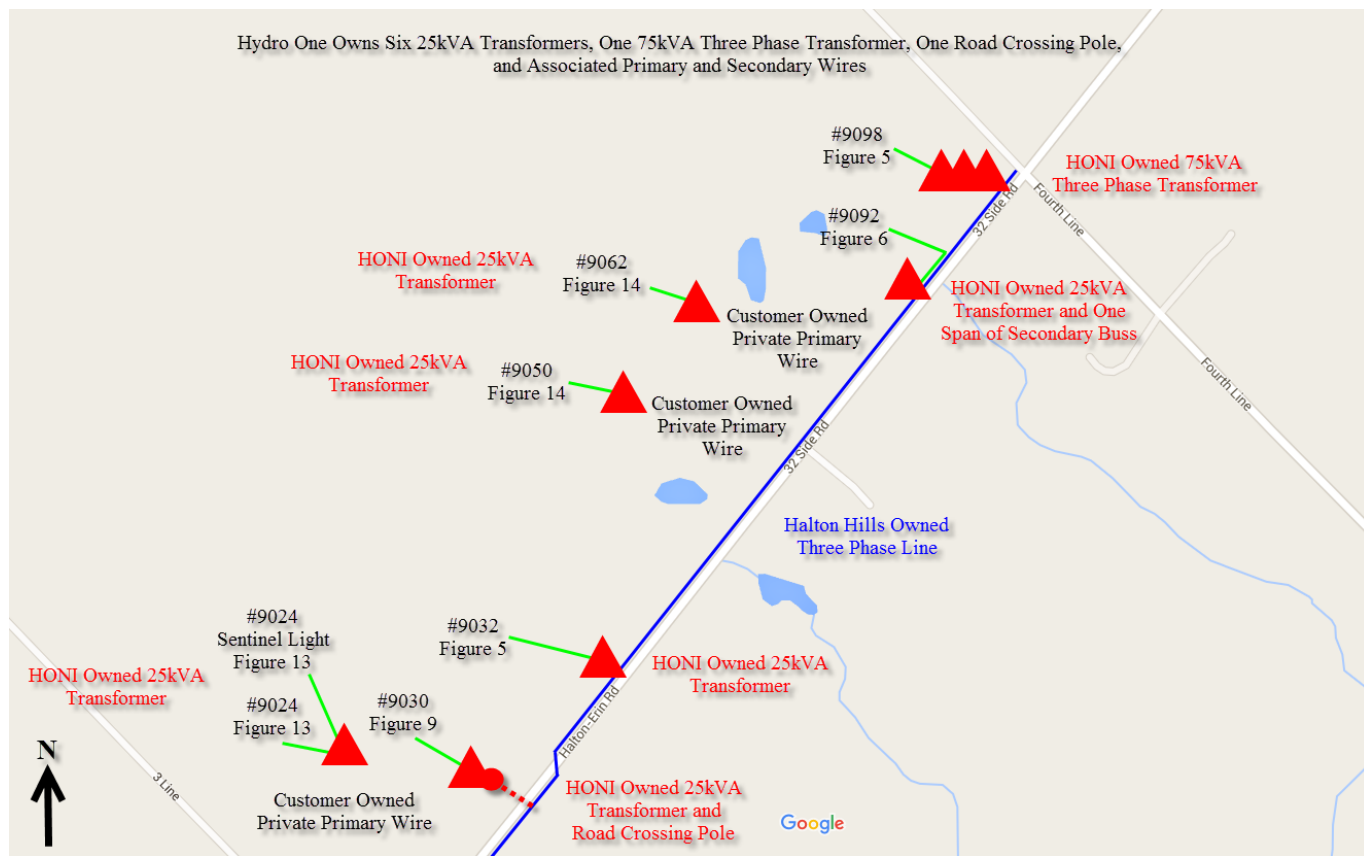 Hydro One Owns Six 25kVA Transformers, One 75kVA Three Phase Transformer, One Road Crossing Pole,
and Associated Primary and Secondary Wires
#9098
Figure 5
HONI Owned 75kVA
Three Phase Transformer
32 Side Rd
Fourth Line
#9092
Figure 6
HONI Owned 25kVA
Transformer
#9062
Figure 14
HONI Owned 25kVA
Transformer and One
Span of Secondary Buss
Customer Owned
Private Primary
Wire
HONI Owned 25kVA
Transformer
#9050
Figure 14
Fourth Line
Customer Owned
Private Primary
Wire
32 Side Rd
Halton Hills Owned
Three Phase Line
#9024
Sentinel Light
Figure 13
#9032
Figure 5
HONI Owned 25kVA
Transformer
HONI Owned 25kVA
Transformer
#9024
Figure 13
#9030
Figure 9
Halton-Erin Rd
N
3 Line
Customer Owned
Private Primary Wire
HONI Owned 25kVA
Transformer and
Road Crossing Pole
Google